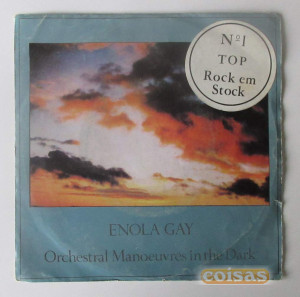 Nº1
TOP
Rock em
Stock
ENOLA GAY
Orchestral Manoeuvres in the Dark
coisas